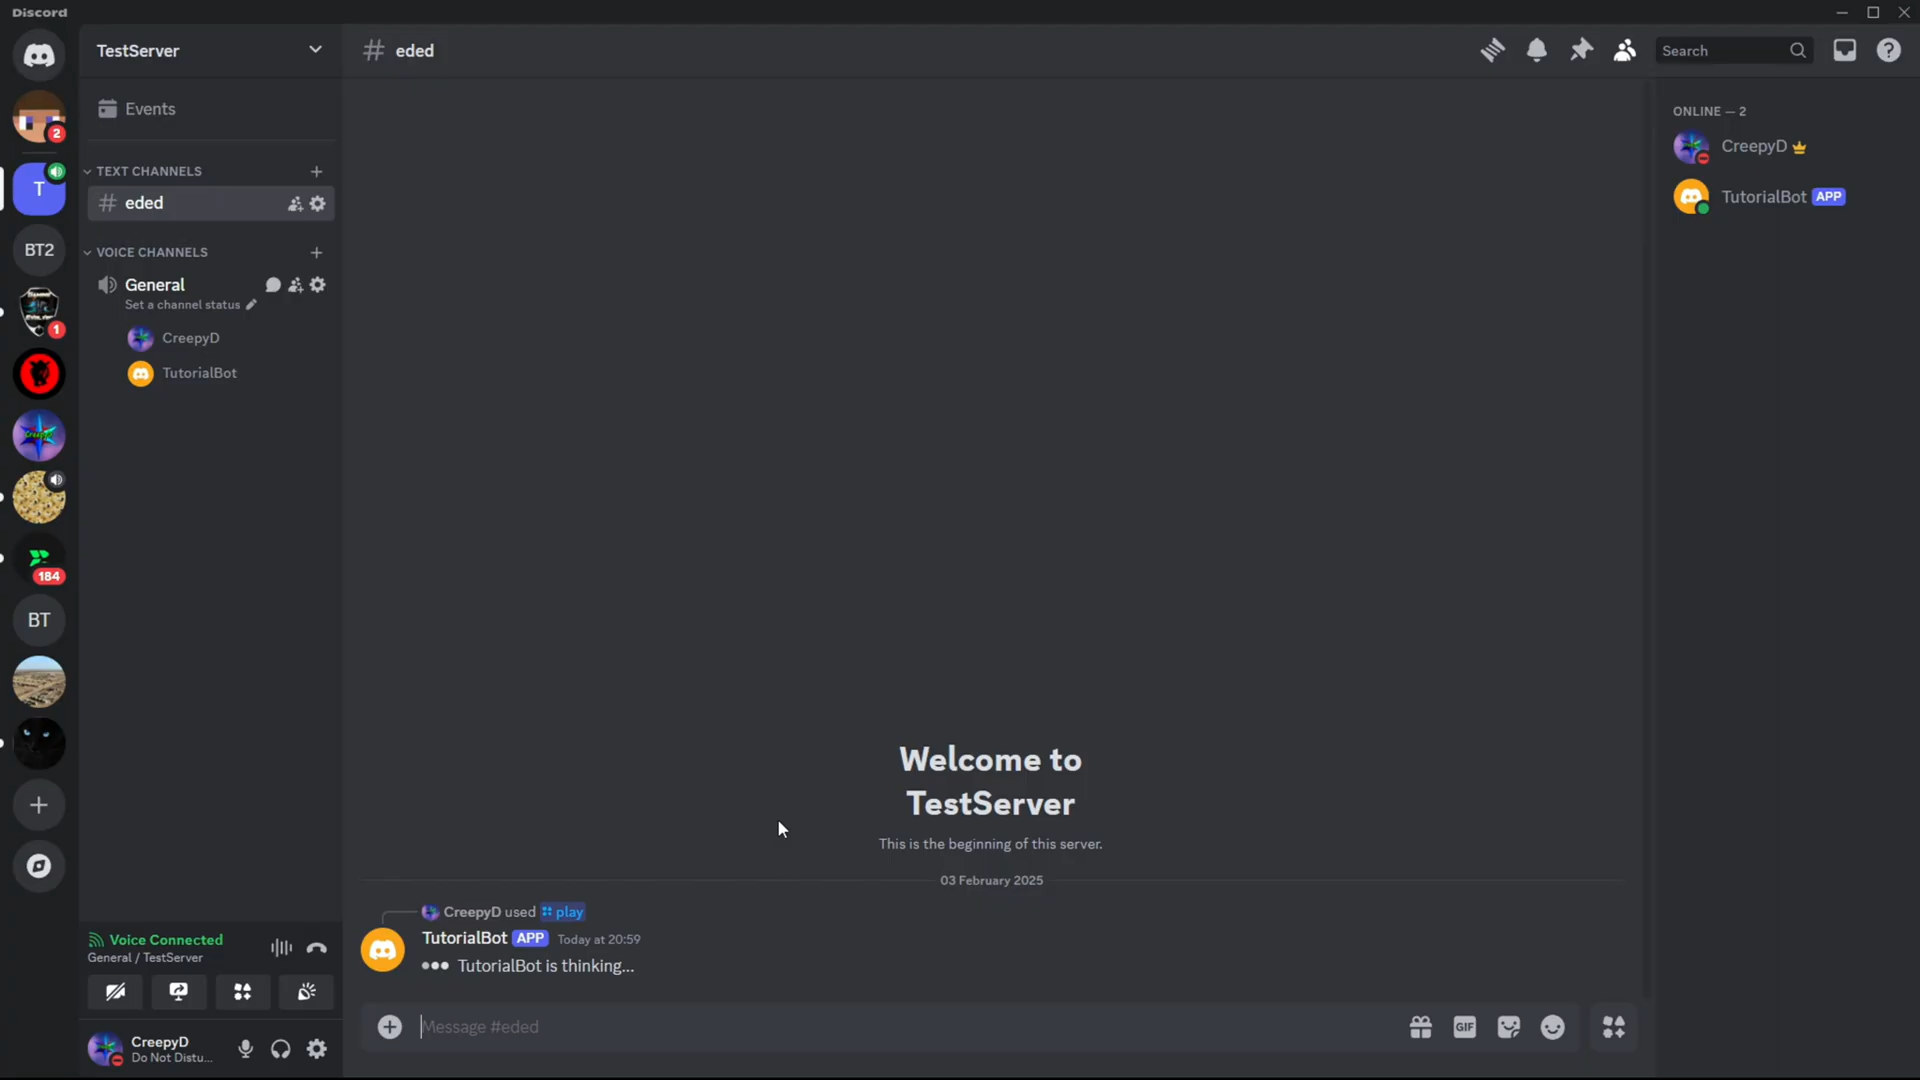 Discord
TestServer
eded
Search
Events
TEXT CHANNELS
eded
VOICE CHANNELS
General
Set a channel status
CreepyD
TutorialBot
2
T
BT2
1
184
BT
ONLINE — 2
CreepyD
TutorialBot APP
Welcome to
TestServer
This is the beginning of this server.
03 February 2025
CreepyD used play
TutorialBot APP Today at 20:59
TutorialBot is thinking...
Message #eded
GIF
Voice Connected
General / TestServer
CreepyD
Do Not Distu...